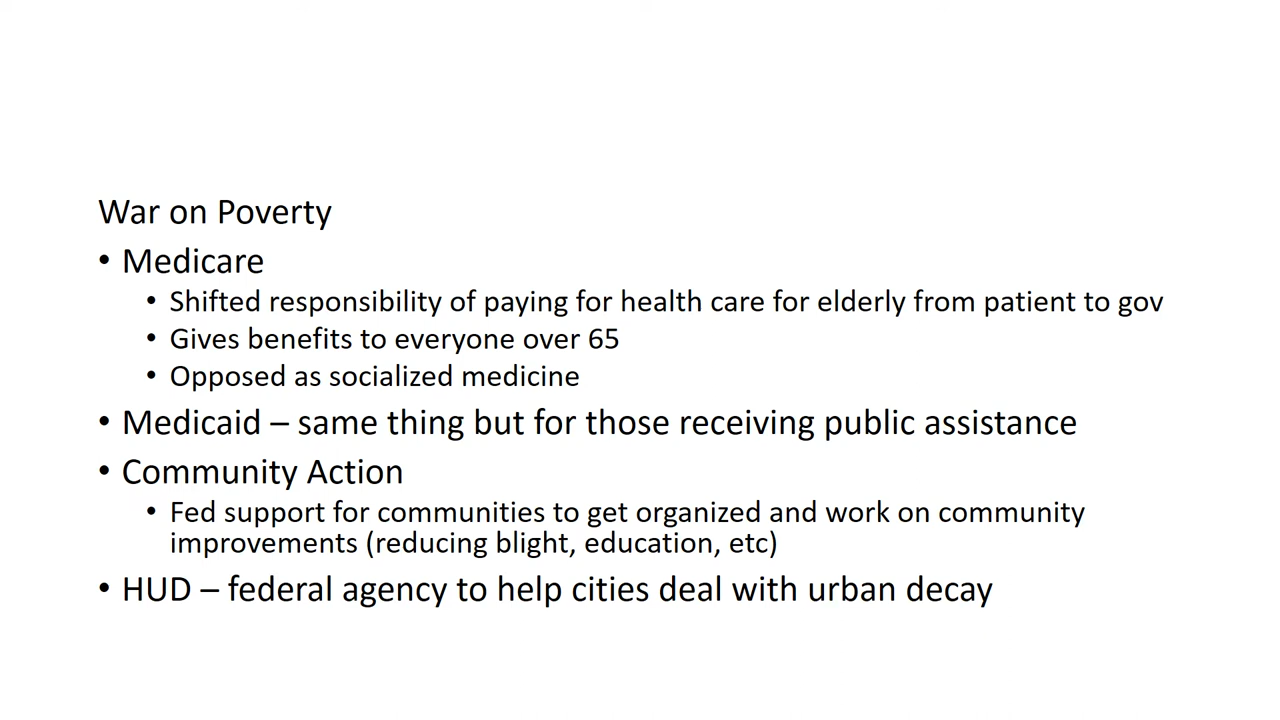 War on Poverty
• Medicare
• Shifted responsibility of paying for health care for elderly from patient to gov
• Gives benefits to everyone over 65
• Opposed as socialized medicine
• Medicaid – same thing but for those receiving public assistance
• Community Action
• Fed support for communities to get organized and work on community
improvements (reducing blight, education, etc)
• HUD – federal agency to help cities deal with urban decay